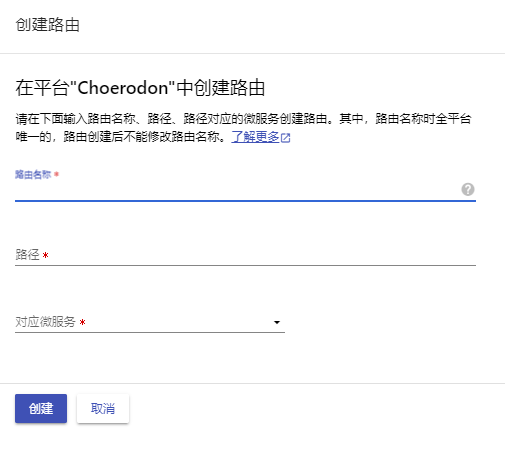 创建路由
在平台"Choerodon"中创建路由
请在下面输入路由名称、路径、路径对应的微服务创建路由。其中，路由名称时全平台
唯一的，路由创建后不能修改路由名称。了解更多
路由名称 *
路径 *
对应微服务 *
创建 取消